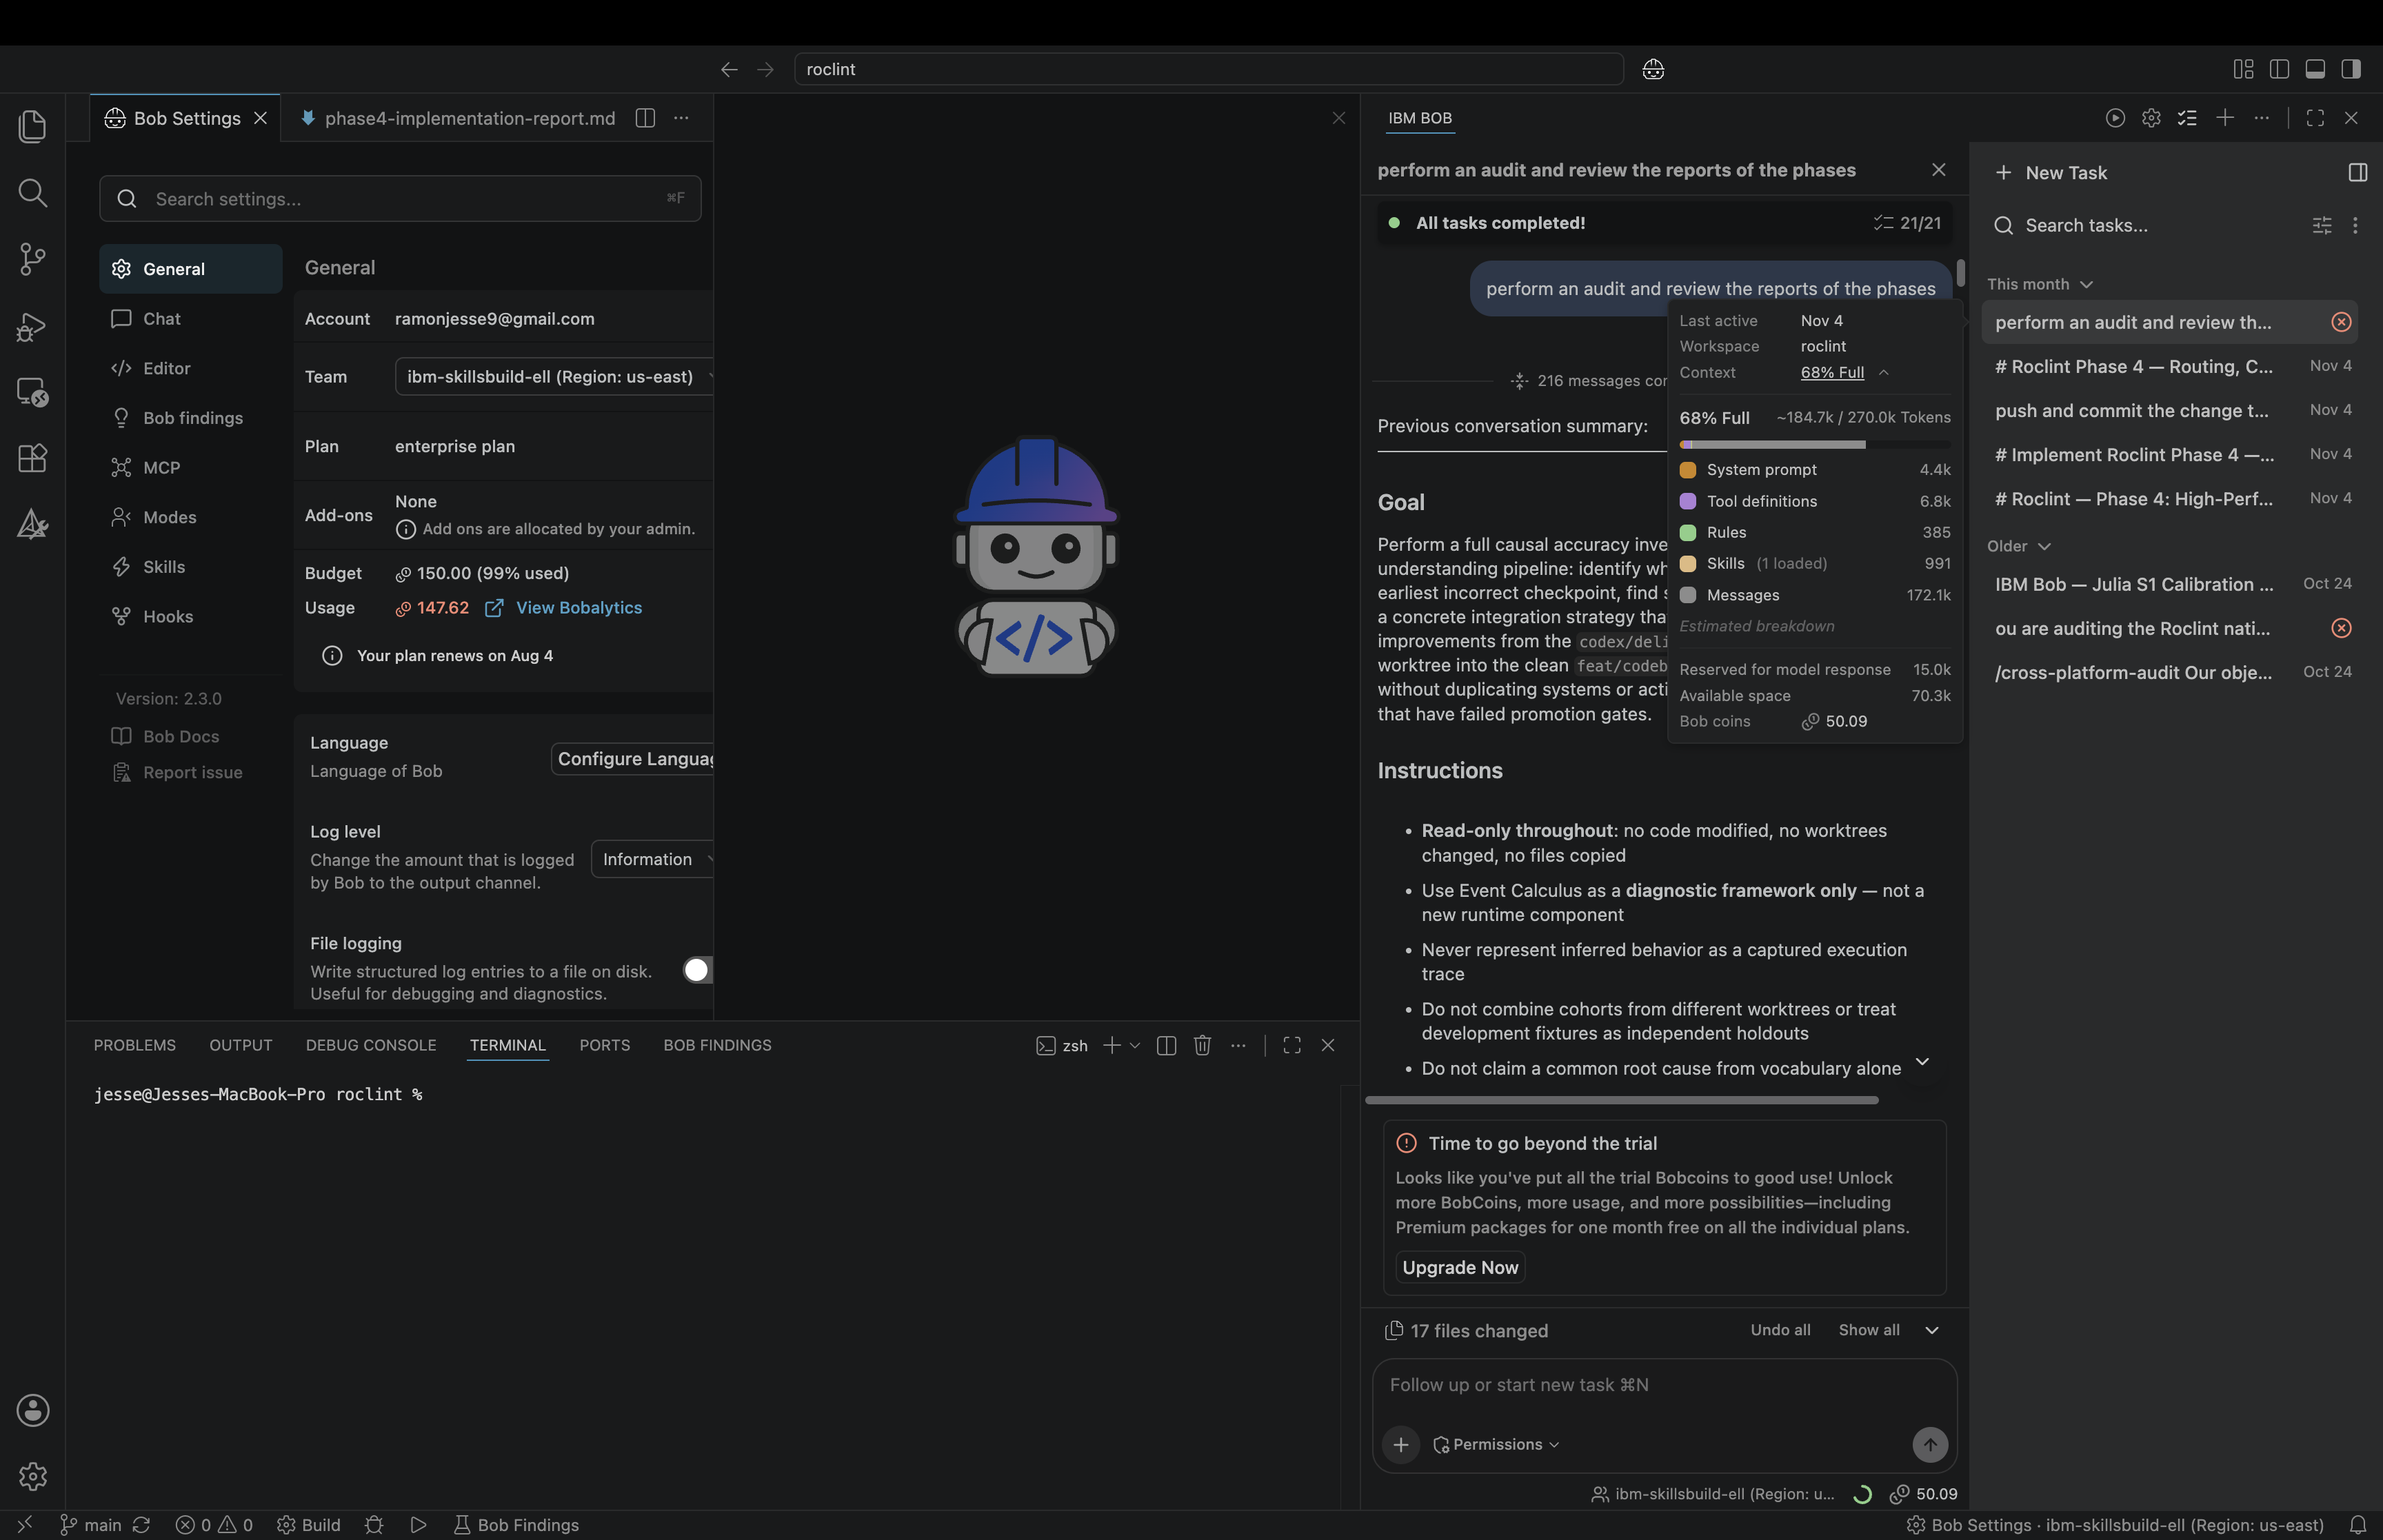 roclint
Bob Settings
phase4-implementation-report.md
Search settings...
⌘F
General
Chat
Editor
Bob findings
MCP
Modes
Skills
Hooks
Version: 2.3.0
Bob Docs
Report issue
General
Account ramonjesse9@gmail.com
Team ibm-skillsbuild-ell (Region: us-east)
Plan enterprise plan
Add-ons None
Add ons are allocated by your admin.
Budget 150.00 (99% used)
Usage 147.62 View Bobalytics
Your plan renews on Aug 4
Language
Language of Bob
Configure Languag
Log level
Change the amount that is logged
by Bob to the output channel.
Information
File logging
Write structured log entries to a file on disk.
Useful for debugging and diagnostics.
</>
PROBLEMS OUTPUT DEBUG CONSOLE TERMINAL PORTS BOB FINDINGS
zsh
jesse@Jesses-MacBook-Pro roclint %
IBM BOB
perform an audit and review the reports of the phases
All tasks completed! 21/21
perform an audit and review the reports of the phases
216 messages con
Previous conversation summary:
Goal
Perform a full causal accuracy inve
understanding pipeline: identify wh
earliest incorrect checkpoint, find s
a concrete integration strategy tha
improvements from the codex/deli
worktree into the clean feat/codeb
without duplicating systems or acti
that have failed promotion gates.
Last active Nov 4
Workspace roclint
Context 68% Full
68% Full ~184.7k / 270.0k Tokens
System prompt 4.4k
Tool definitions 6.8k
Rules 385
Skills (1 loaded) 991
Messages 172.1k
Estimated breakdown
Reserved for model response 15.0k
Available space 70.3k
Bob coins 50.09
Instructions
• Read-only throughout: no code modified, no worktrees
changed, no files copied
• Use Event Calculus as a diagnostic framework only — not a
new runtime component
• Never represent inferred behavior as a captured execution
trace
• Do not combine cohorts from different worktrees or treat
development fixtures as independent holdouts
• Do not claim a common root cause from vocabulary alone
Time to go beyond the trial
Looks like you've put all the trial Bobcoins to good use! Unlock
more BobCoins, more usage, and more possibilities—including
Premium packages for one month free on all the individual plans.
Upgrade Now
17 files changed Undo all Show all
Follow up or start new task ⌘N
Permissions
ibm-skillsbuild-ell (Region: u... 50.09
New Task
Search tasks...
This month
perform an audit and review th...
# Roclint Phase 4 — Routing, C... Nov 4
push and commit the change t... Nov 4
# Implement Roclint Phase 4 —... Nov 4
# Roclint — Phase 4: High-Perf... Nov 4
Older
IBM Bob — Julia S1 Calibration ... Oct 24
ou are auditing the Roclint nati...
/cross-platform-audit Our obje... Oct 24
main 0 0 Build Bob Findings
Bob Settings · ibm-skillsbuild-ell (Region: us-east)